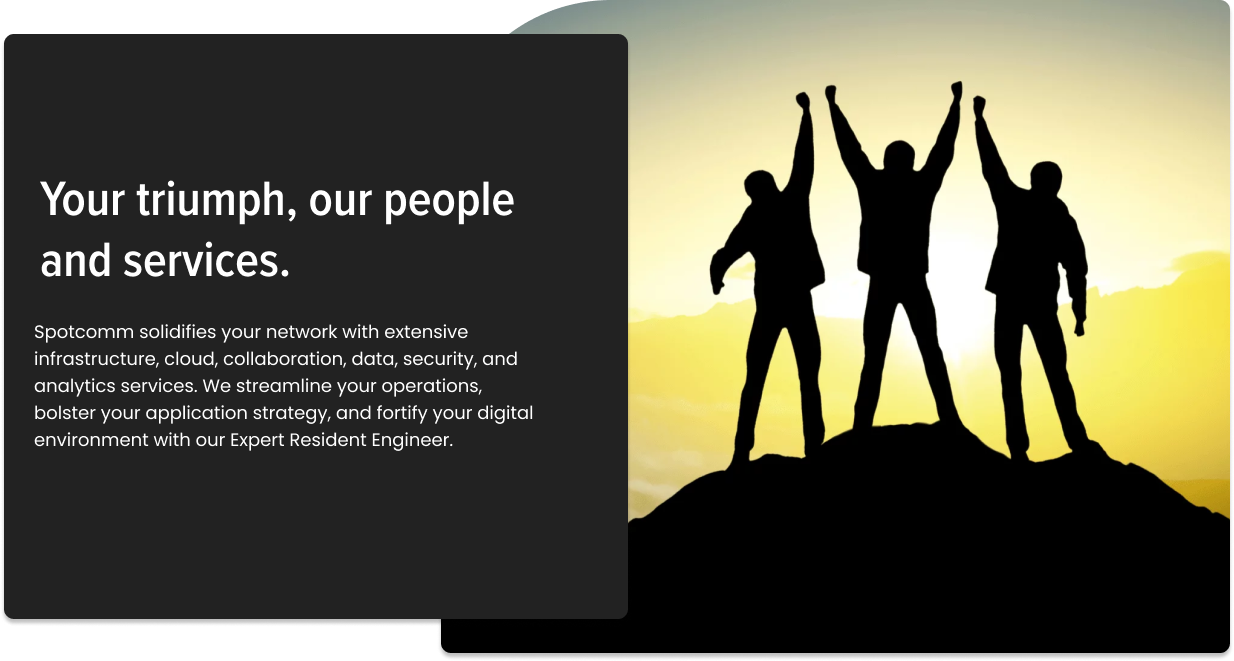 Your triumph, our people
and services.
Spotcomm solidifies your network with extensive
infrastructure, cloud, collaboration, data, security, and
analytics services. We streamline your operations,
bolster your application strategy, and fortify your digital
environment with our Expert Resident Engineer.